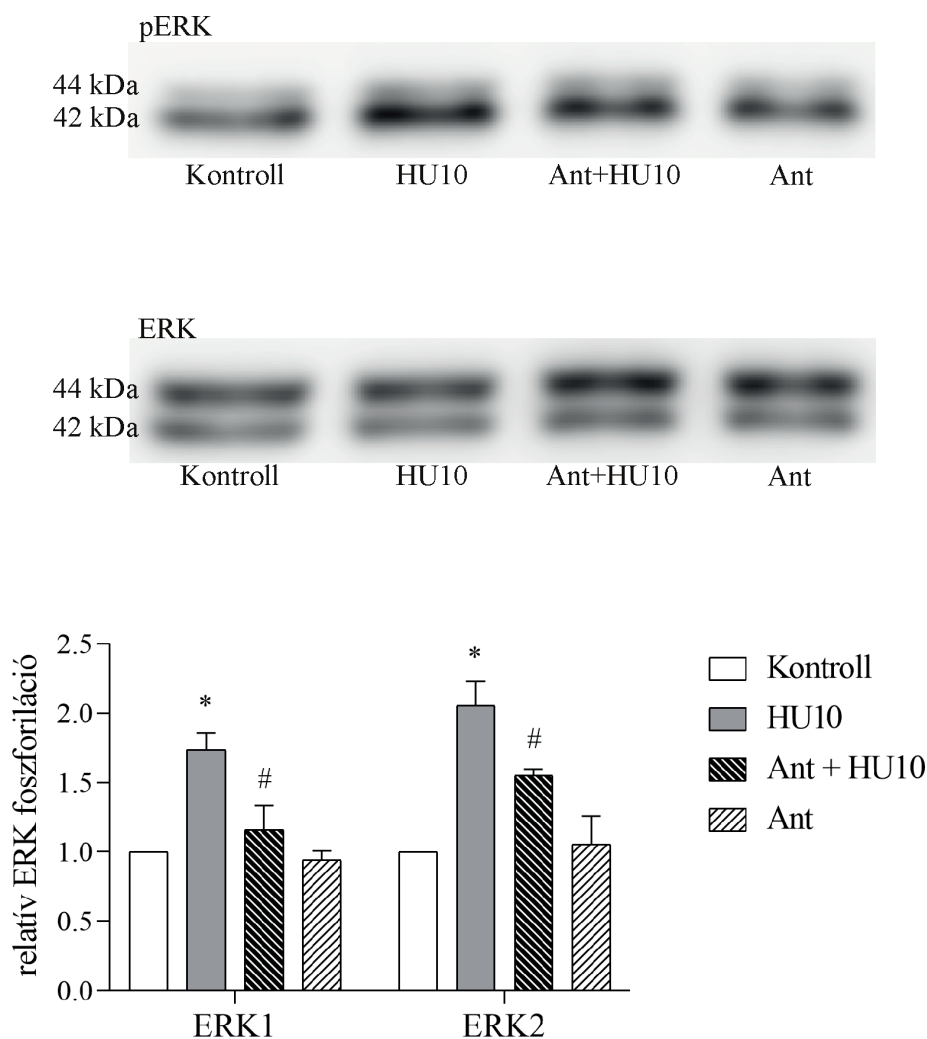 pERK
44 kDa
42 kDa
Kontroll HU10 Ant+HU10 Ant
ERK
44 kDa
42 kDa
Kontroll HU10 Ant+HU10 Ant
relatív ERK foszforiláció
2.5
2.0
1.5
1.0
0.5
0.0
* # * #
ERK1 ERK2
Kontroll
HU10
Ant + HU10
Ant